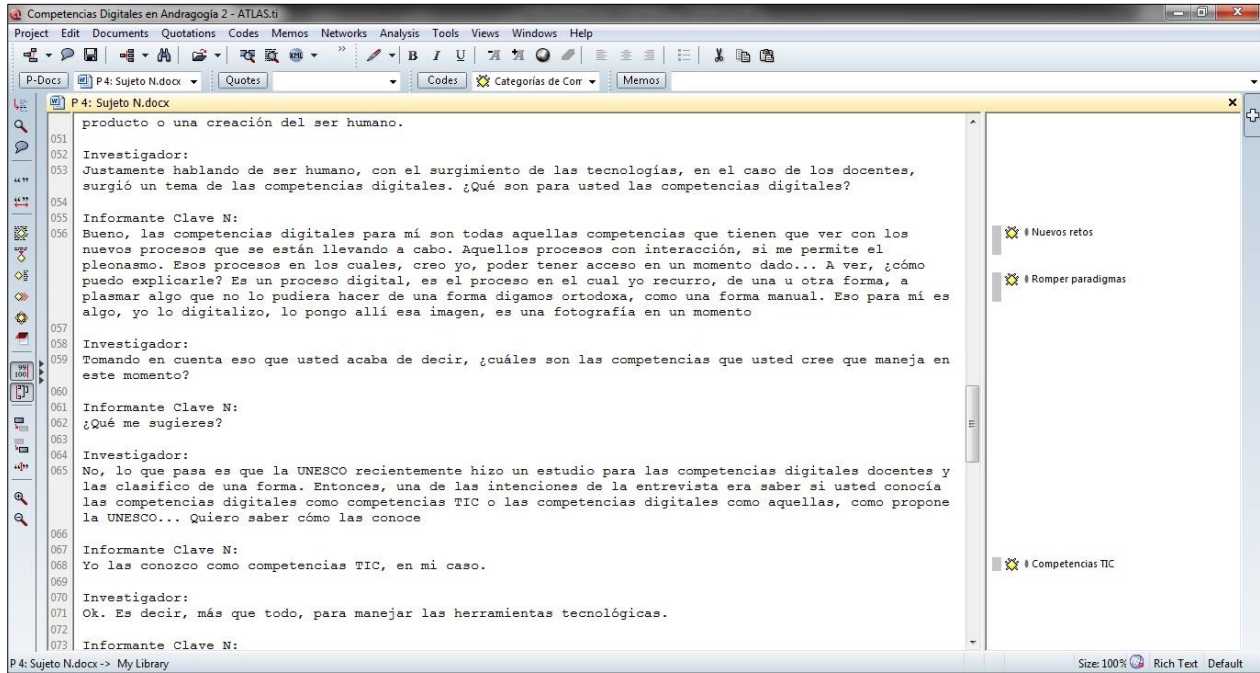 Competencias Digitales en Andragogía 2 - ATLAS.ti
Project Edit Documents Quotations Codes Memos Networks Analysis Tools Views Windows Help
B I U
P-Docs P 4: Sujeto N.docx Quotes Codes Categorías de Com Memos
P 4: Sujeto N.docx
producto o una creación del ser humano.
051
052 Investigador:
053 Justamente hablando de ser humano, con el surgimiento de las tecnologías, en el caso de los docentes,
surgió un tema de las competencias digitales. ¿Qué son para usted las competencias digitales?
054
055 Informante Clave N:
056 Bueno, las competencias digitales para mí son todas aquellas competencias que tienen que ver con los
nuevos procesos que se están llevando a cabo. Aquellos procesos con interacción, si me permite el
pleonasmo. Esos procesos en los cuales, creo yo, poder tener acceso en un momento dado... A ver, ¿cómo
puedo explicarle? Es un proceso digital, es el proceso en el cual yo recurro, de una u otra forma, a
plasmar algo que no lo pudiera hacer de una forma digamos ortodoxa, como una forma manual. Eso para mí es
algo, yo lo digitalizo, lo pongo allí esa imagen, es una fotografía en un momento
057
058 Investigador:
059 Tomando en cuenta eso que usted acaba de decir, ¿cuáles son las competencias que usted cree que maneja en
este momento?
060
061 Informante Clave N:
062 ¿Qué me sugieres?
063
064 Investigador:
065 No, lo que pasa es que la UNESCO recientemente hizo un estudio para las competencias digitales docentes y
las clasifico de una forma. Entonces, una de las intenciones de la entrevista era saber si usted conocía
las competencias digitales como competencias TIC o las competencias digitales como aquellas, como propone
la UNESCO... Quiero saber cómo las conoce
066
067 Informante Clave N:
068 Yo las conozco como competencias TIC, en mi caso.
069
070 Investigador:
071 Ok. Es decir, más que todo, para manejar las herramientas tecnológicas.
072
073 Informante Clave N:
Nuevos retos
Romper paradigmas
Competencias TIC
P 4: Sujeto N.docx -> My Library
Size: 100% Rich Text Default